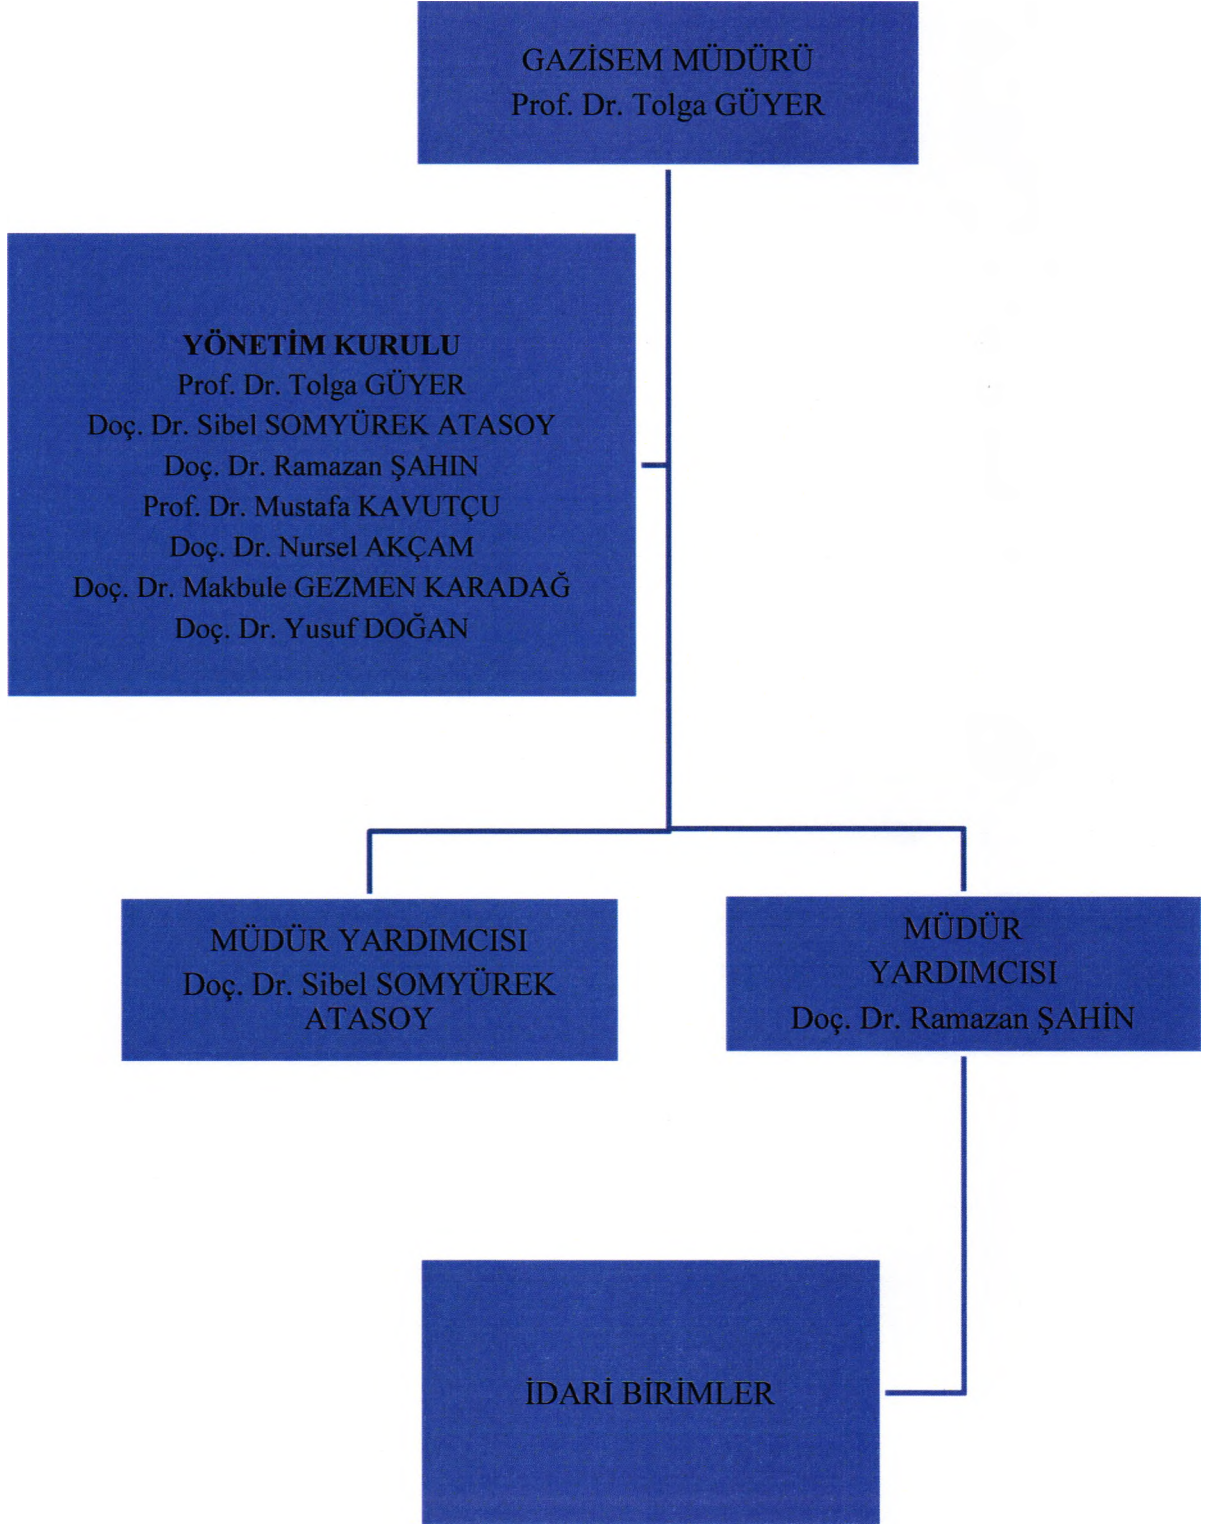 GAZİSEM MÜDÜRÜ
Prof. Dr. Tolga GÜYER
YÖNETİM KURULU
Prof. Dr. Tolga GÜYER
Doç. Dr. Sibel SOMYÜREK ATASOY
Doç. Dr. Ramazan ŞAHIN
Prof. Dr. Mustafa KAVUTÇU
Doç. Dr. Nursel AKÇAM
Doç. Dr. Makbule GEZMEN KARADAĞ
Doç. Dr. Yusuf DOĞAN
MÜDÜR YARDIMCISI
Doç. Dr. Sibel SOMYÜREK
ATASOY
MÜDÜR
YARDIMCISI
Doç. Dr. Ramazan ŞAHİN
İDARİ BİRİMLER